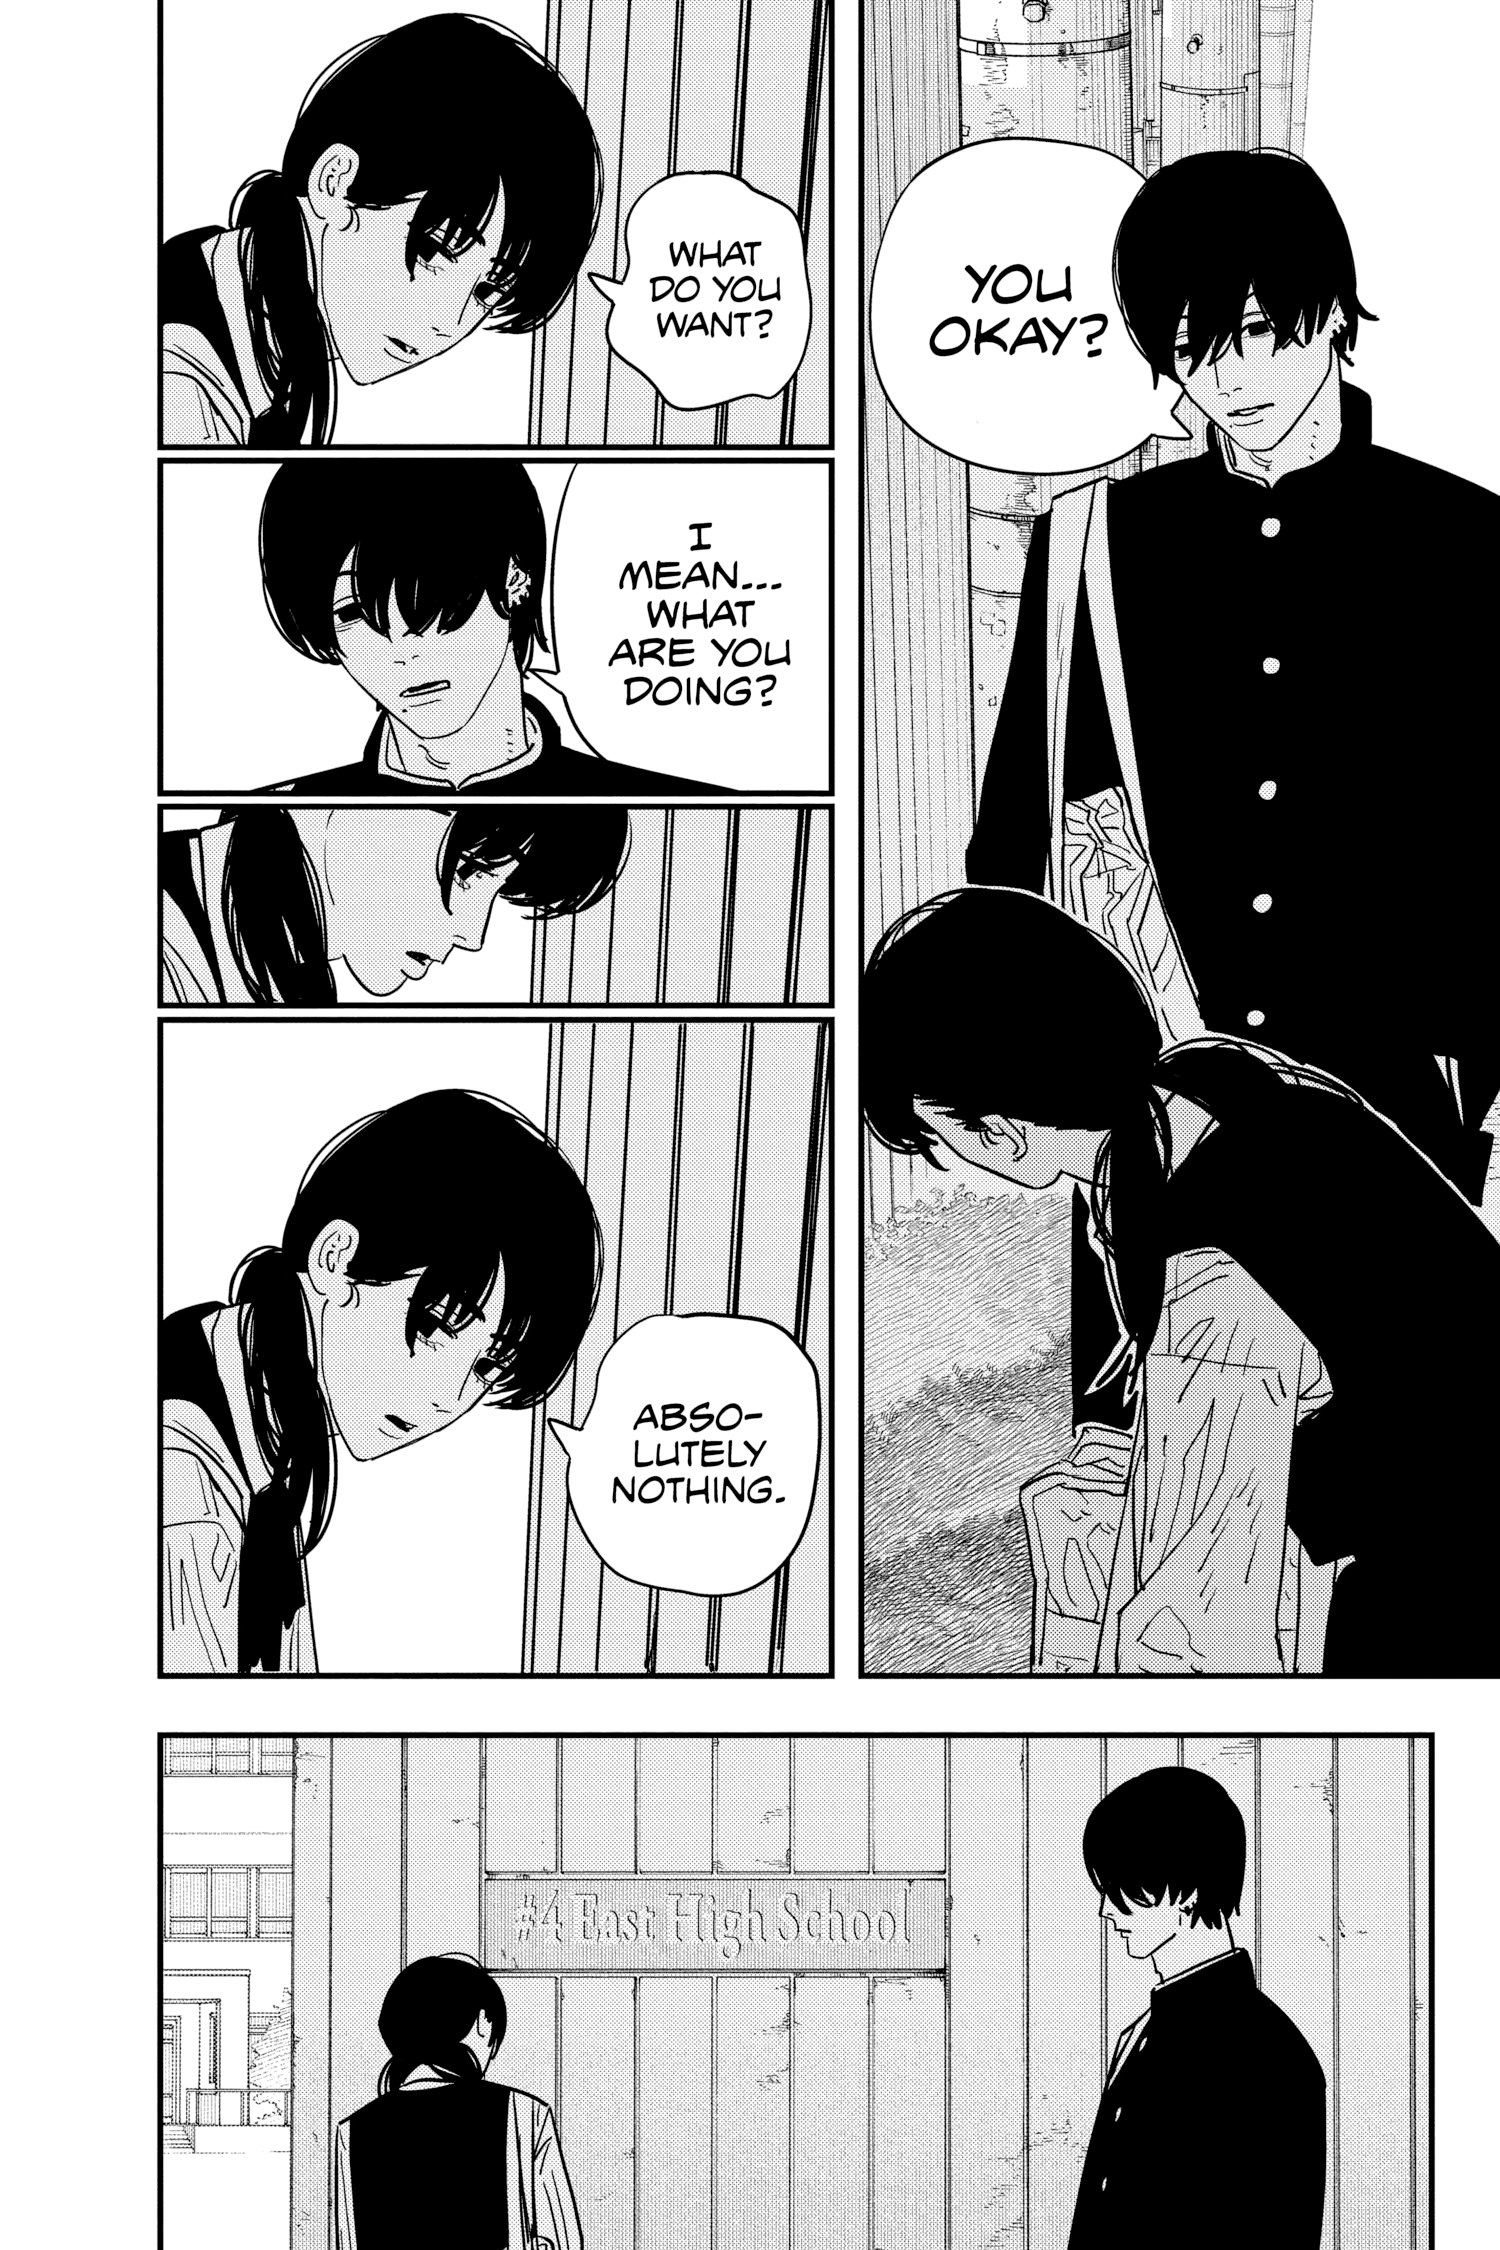 YOU
OKAY?
WHAT
DO YOU
WANT?
I
MEAN...
WHAT
ARE YOU
DOING?
ABSO-
LUTELY
NOTHING.
#4 East High School